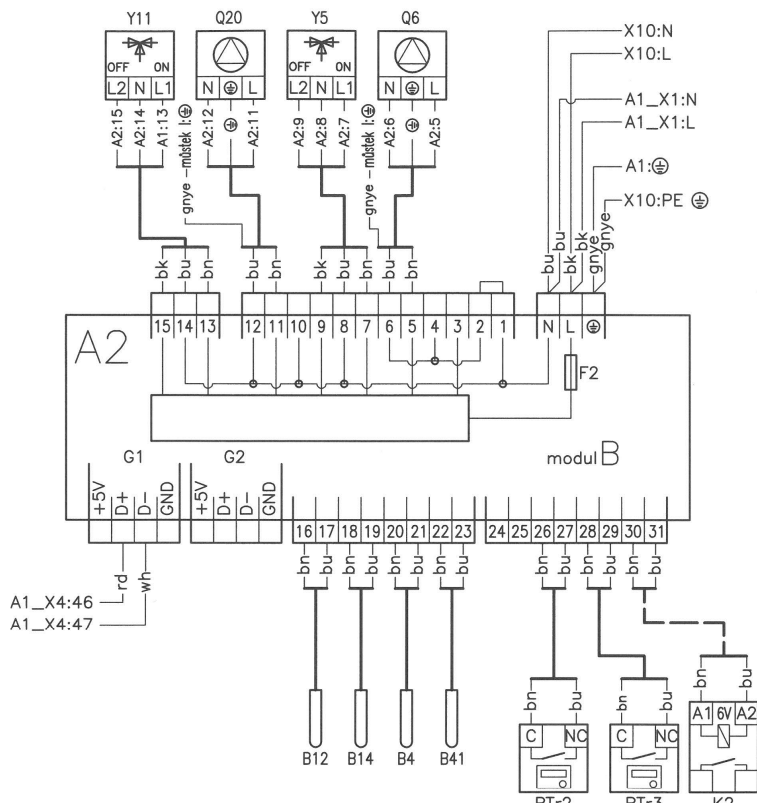 Y11 Q20 Y5 Q6
OFF ON OFF ON
L2 N L1 N L L2 N L1 N L
A2:15 A2:14 A1:13 A2:12 A2:11 A2:9 A2:8 A2:7 A2:6 A2:5
gnye -můstek I: gnye -můstek I:
X10:N
X10:L
A1_X1:N
A1_X1:L
A1:
X10:PE
bk bu bn bu bn bk bu bn bu bn bu bu bk bk gnye gnye
15 14 13 12 11 10 9 8 7 6 5 4 3 2 1 N L
A2
F2
G1 G2 modul B
+5V D+ D- GND +5V D+ D- GND
16 17 18 19 20 21 22 23 24 25 26 27 28 29 30 31
rd wh bn bu bn bu bn bu bn bu bn bu bn bu bn bu
A1_X4:46
A1_X4:47
bn bu bn bu bn bu
A1 6V A2
C NC C NC
B12 B14 B4 B41